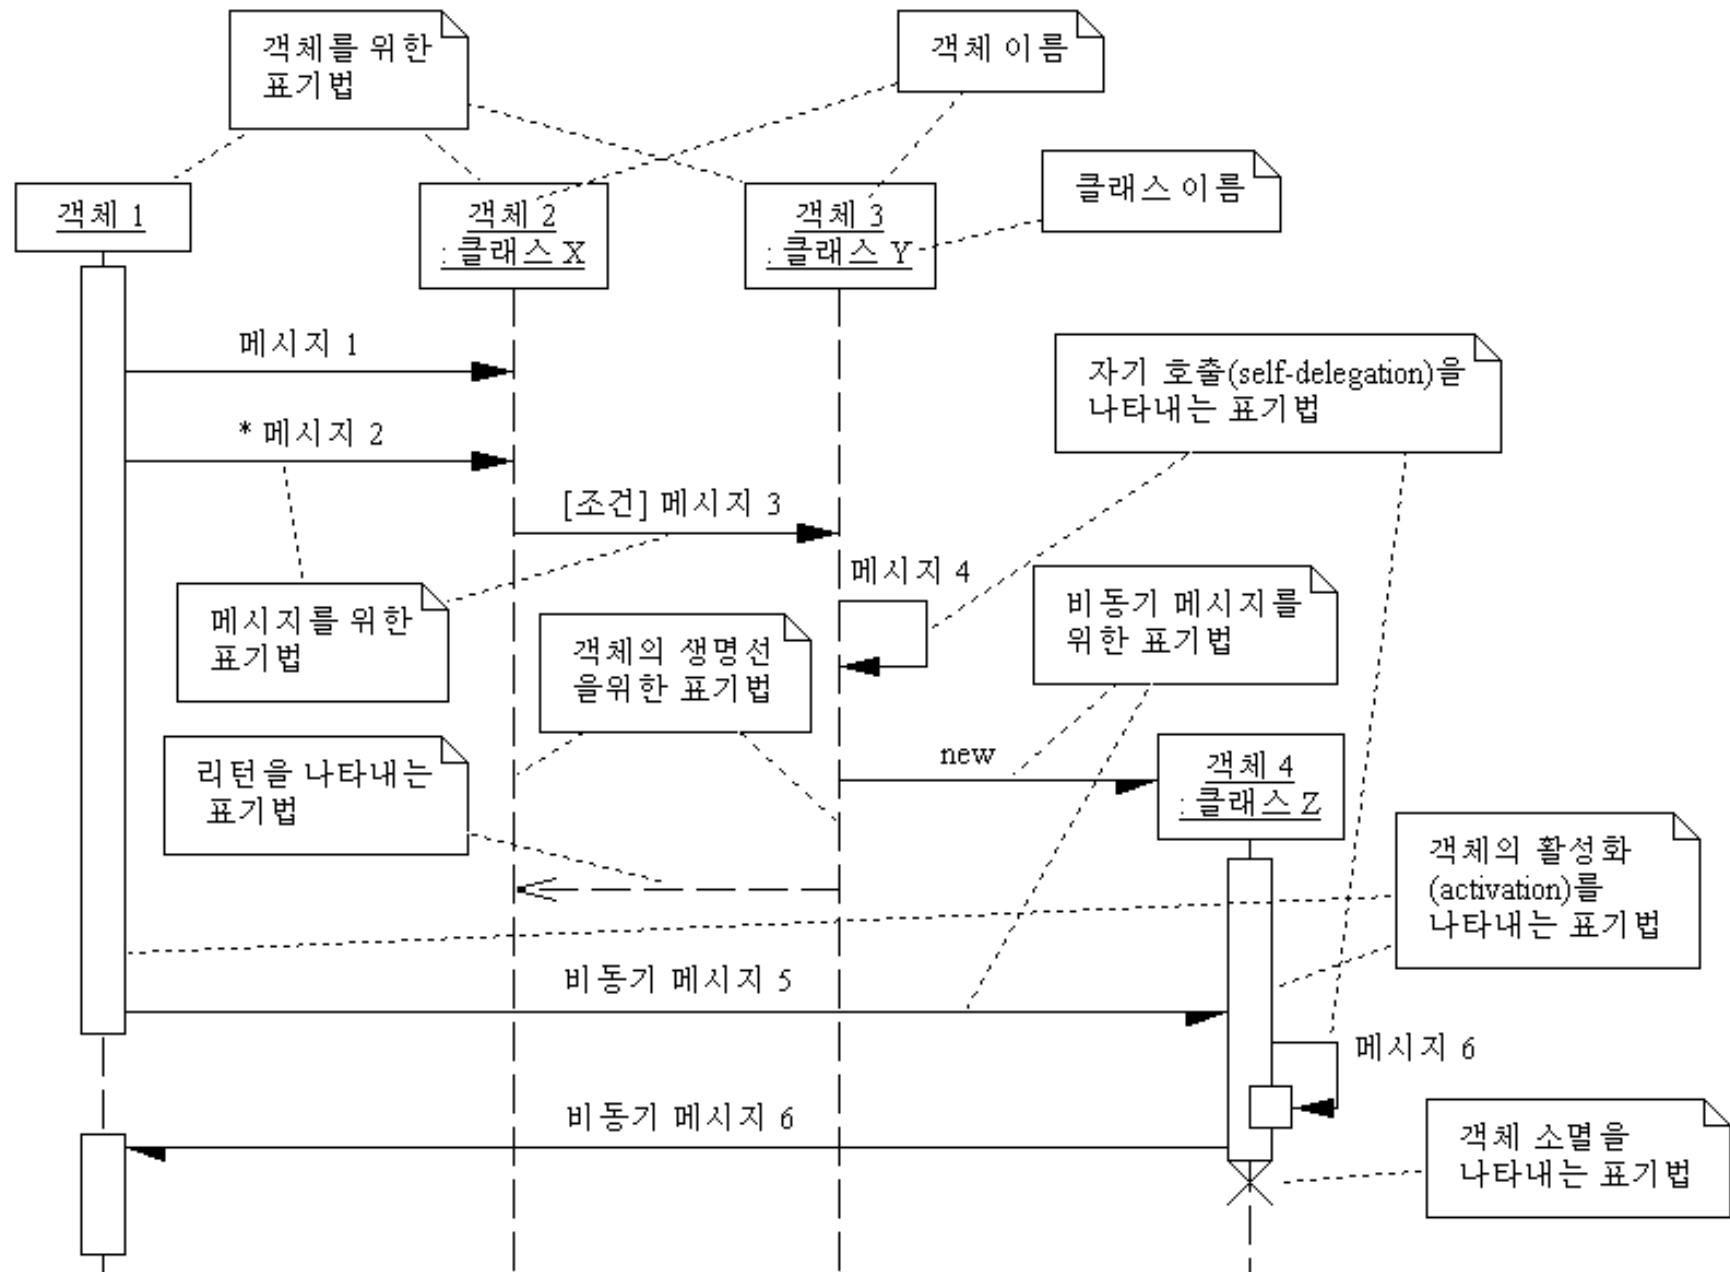 객체를 위한
표기법
객체 이름
클래스 이름
객체 1
객체 2
: 클래스 X
객체 3
: 클래스 Y
메시지 1
자기 호출(self-delegation)을
나타내는 표기법
* 메시지 2
[조건] 메시지 3
메시지 4
비동기 메시지를
위한 표기법
메시지를 위한
표기법
객체의 생명선
을위한 표기법
리턴을 나타내는
표기법
new
객체 4
: 클래스 Z
객체의 활성화
(activation)를
나타내는 표기법
비동기 메시지 5
메시지 6
비동기 메시지 6
객체 소멸을
나타내는 표기법